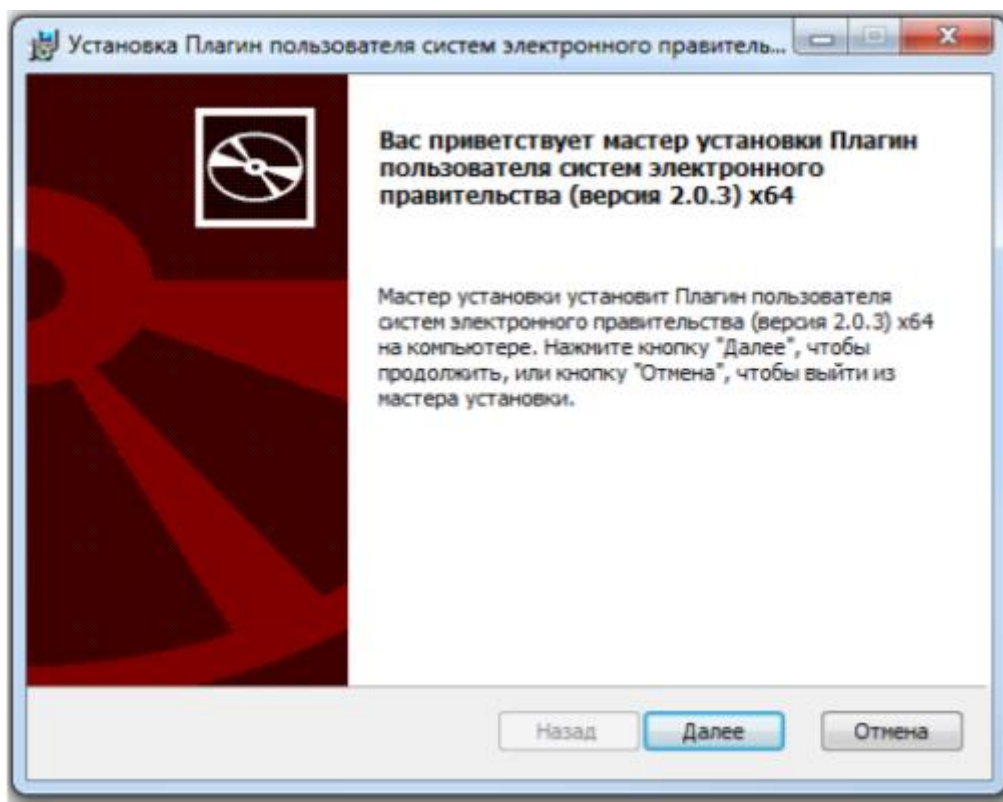 Установка Плагин пользователя систем электронного правитель...
Вас приветствует мастер установки Плагин
пользователя систем электронного
правительства (версия 2.0.3) x64
Мастер установки установит Плагин пользователя
систем электронного правительства (версия 2.0.3) x64
на компьютере. Нажмите кнопку "Далее", чтобы
продолжить, или кнопку "Отмена", чтобы выйти из
мастера установки.
Назад Далее Отмена